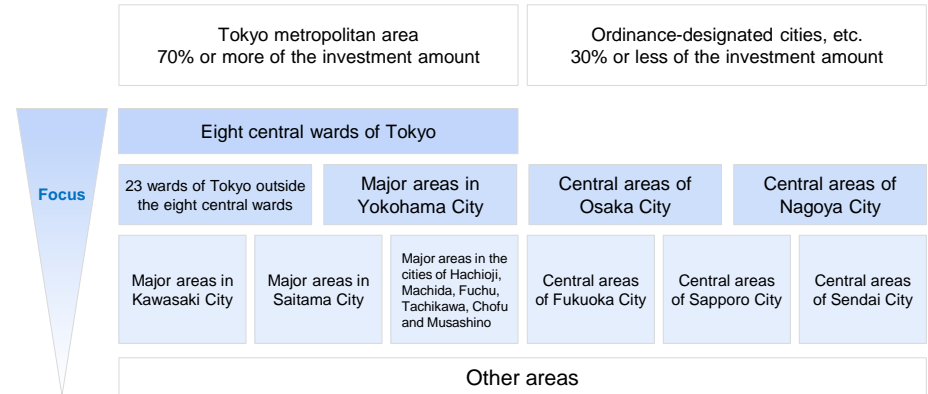 Tokyo metropolitan area
70% or more of the investment amount
Ordinance-designated cities, etc.
30% or less of the investment amount
Focus
Eight central wards of Tokyo
23 wards of Tokyo outside
the eight central wards
Major areas in
Yokohama City
Central areas of
Osaka City
Central areas of
Nagoya City
Major areas in
Kawasaki City
Major areas in
Saitama City
Major areas in the
cities of Hachioji,
Machida, Fuchu,
Tachikawa, Chofu
and Musashino
Central areas
of Fukuoka City
Central areas
of Sapporo City
Central areas
of Sendai City
Other areas